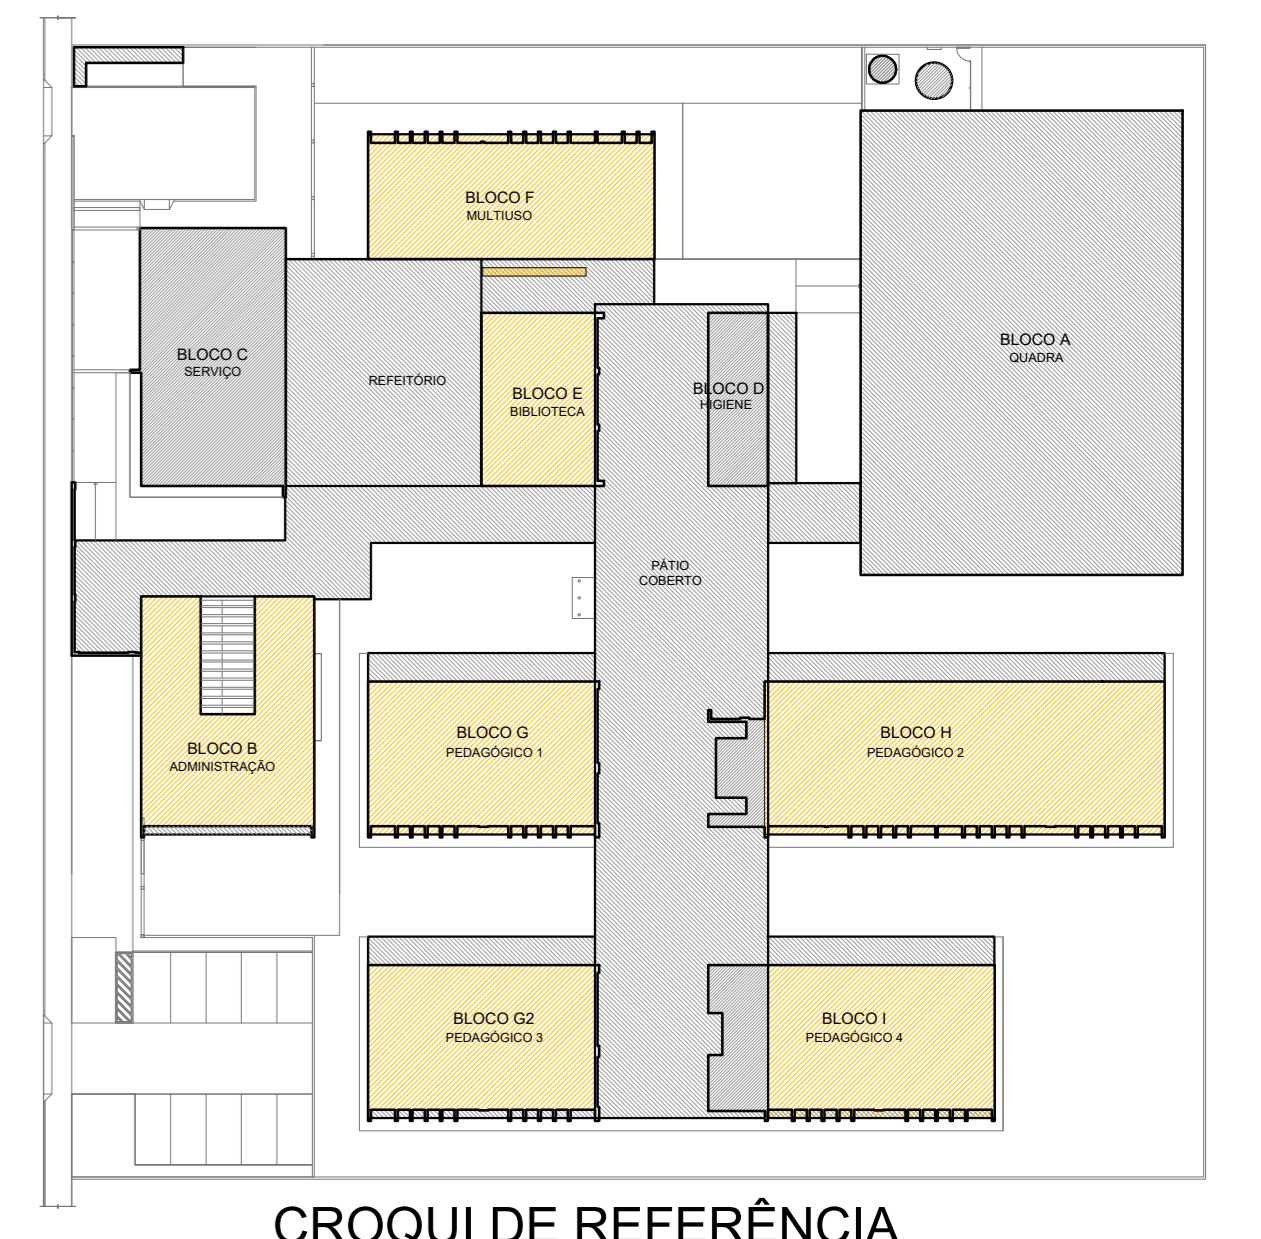 BLOCO F
MULTIUSO
BLOCO A
QUADRA
BLOCO C
SERVIÇO
REFEITÓRIO
BLOCO E
BIBLIOTECA
BLOCO D
HIGIENE
PÁTIO
COBERTO
BLOCO B
ADMINISTRAÇÃO
BLOCO G
PEDAGÓGICO 1
BLOCO H
PEDAGÓGICO 2
BLOCO G2
PEDAGÓGICO 3
BLOCO I
PEDAGÓGICO 4
CROQUI DE REFERÊNCIA